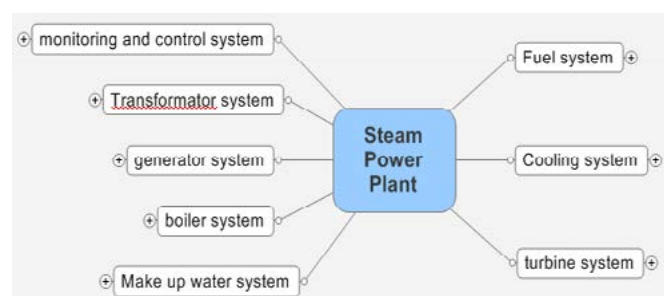 monitoring and control system
Transformator system
generator system
boiler system
Make up water system
Steam
Power
Plant
Fuel system
Cooling system
turbine system